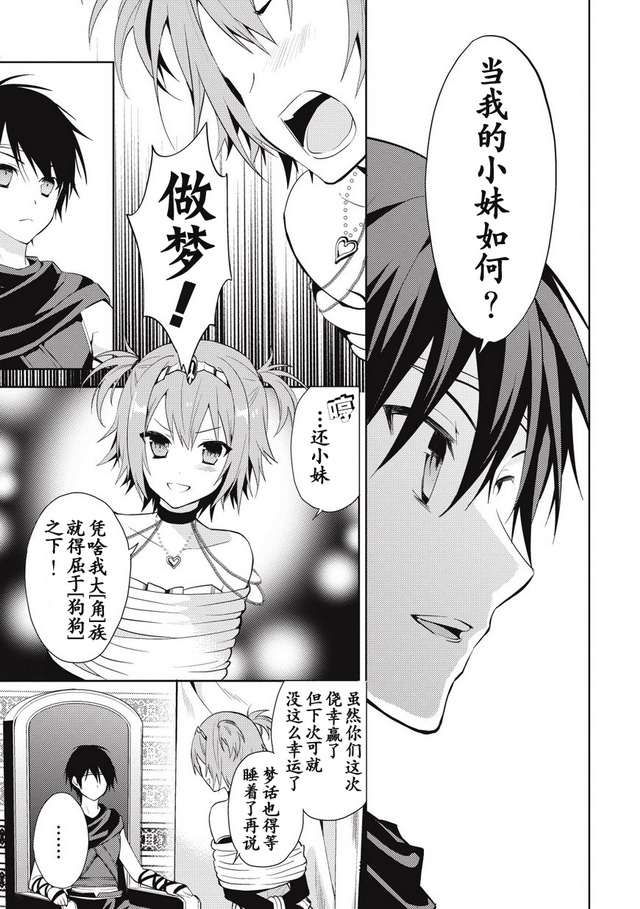 当我的小妹如何？
做梦！
哼
…还小妹
凭啥我大[角]族
就得屈于[狗狗]
之下！
虽然你们这次
侥幸赢了
但下次可就
没这么幸运了
梦话也得等
睡着了再说
……